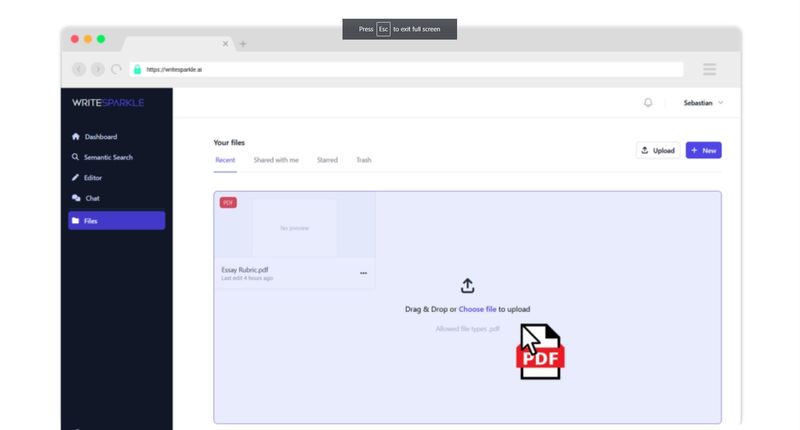 Press Esc to exit full screen
https://writesparkle.ai
WRITESPARKLE
Sebastian
Dashboard
Semantic Search
Editor
Chat
Files
Your files
Upload
New
Recent
Shared with me
Starred
Trash
PDF
No preview
Essay Rubric.pdf
Last edit 4 hours ago
Drag & Drop or Choose file to upload
Allowed file types .pdf
PDF